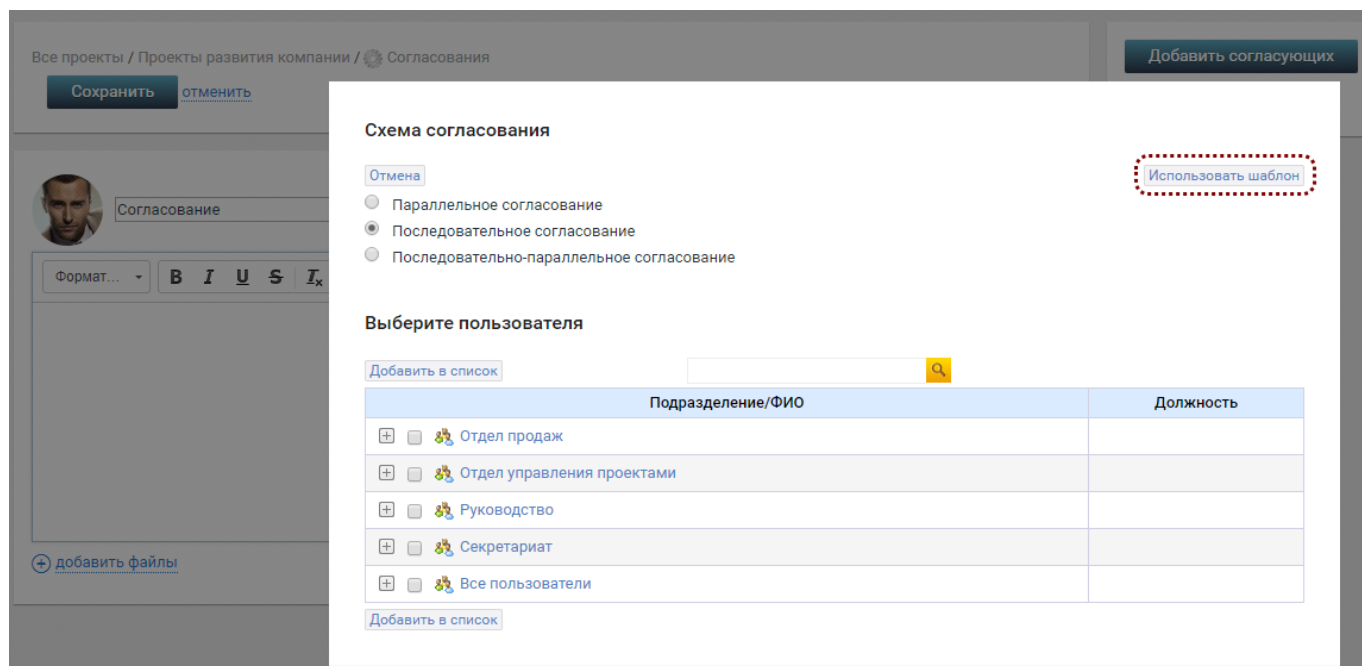 Все проекты / Проекты развития компании / Согласования
Добавить согласующих
Сохранить отменить
Схема согласования
Отмена
Использовать шаблон
Параллельное согласование
Согласование
Последовательное согласование
Последовательно-параллельное согласование
Формат... B I U S Tx
Выберите пользователя
Добавить в список
Подразделение/ФИО Должность
Отдел продаж
Отдел управления проектами
Руководство
Секретариат
добавить файлы
Все пользователи
Добавить в список